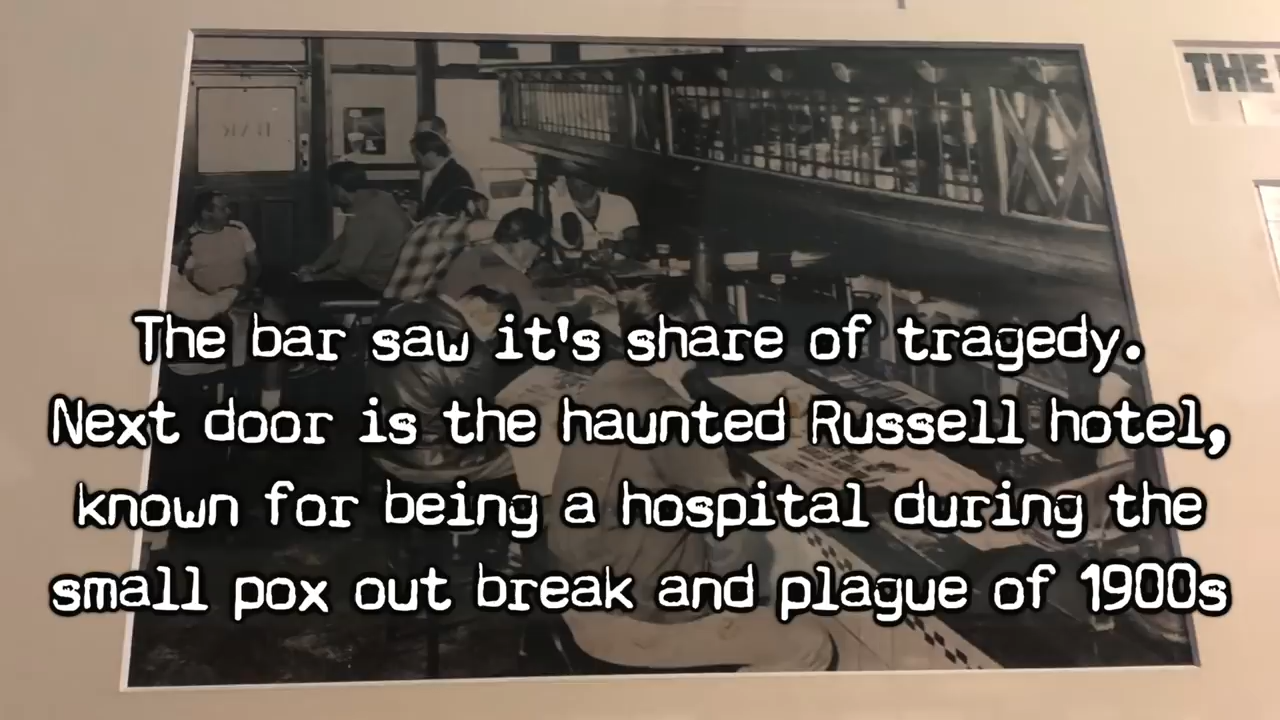 THE
The bar saw it's share of tragedy.
Next door is the haunted Russell hotel,
known for being a hospital during the
small pox out break and plague of 1900s